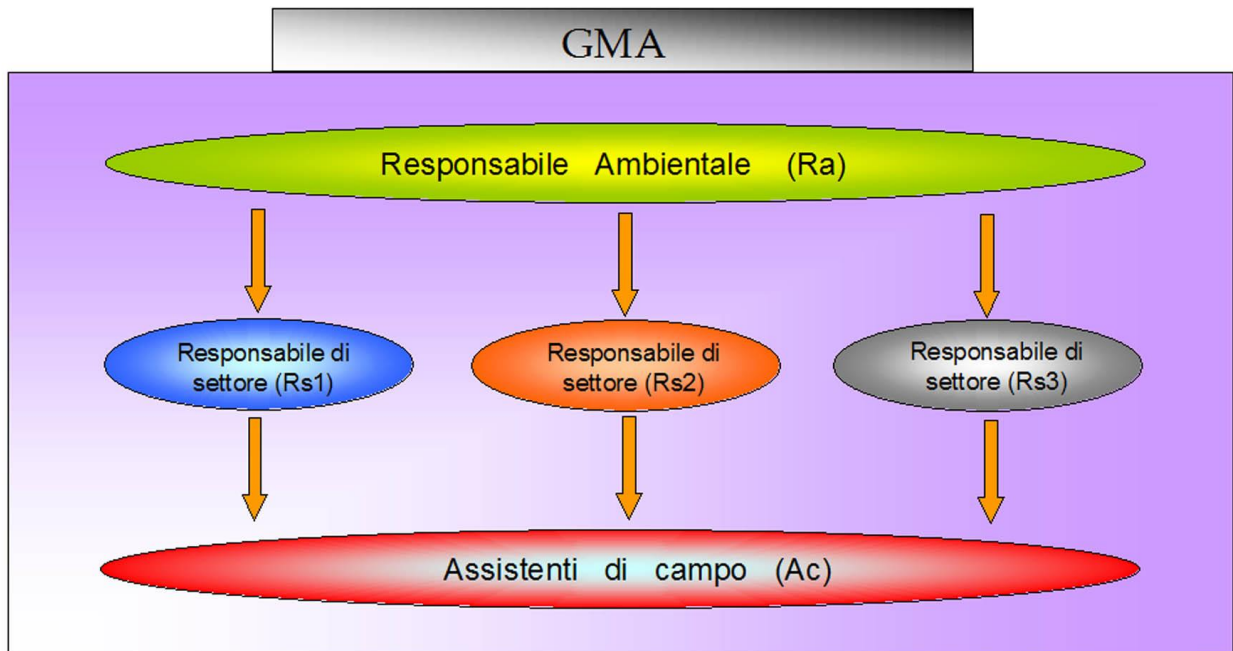 GMA
Responsabile Ambientale (Ra)
Responsabile di
settore (Rs1)
Responsabile di
settore (Rs2)
Responsabile di
settore (Rs3)
Assistenti di campo (Ac)